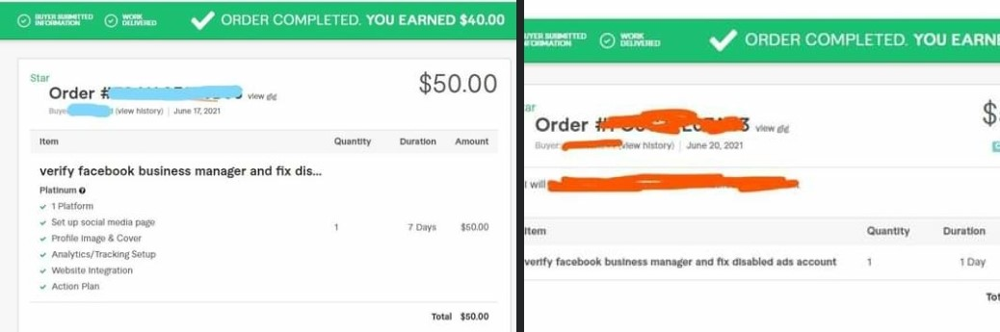 BUYER SUBMITTED
INFORMATION
WORK
DELIVERED
ORDER COMPLETED. YOU EARNED $40.00
Star
$50.00
Order #
view gig
Buyer
(view history) | June 17, 2021
Item Quantity Duration Amount
verify facebook business manager and fix dis...
Platinum
1 Platform
Set up social media page
Profile Image & Cover
Analytics/Tracking Setup
Website Integration
Action Plan
1 7 Days $50.00
Total $50.00
UYER SUBMITTED
NFORMATION
WORK
DELIVERED
ORDER COMPLETED. YOU EARN
ar
$
Order # 3 view gig
Buyer: (view history) | June 20, 2021
I will
Item Quantity Duration
verify facebook business manager and fix disabled ads account 1 1 Day
Tot